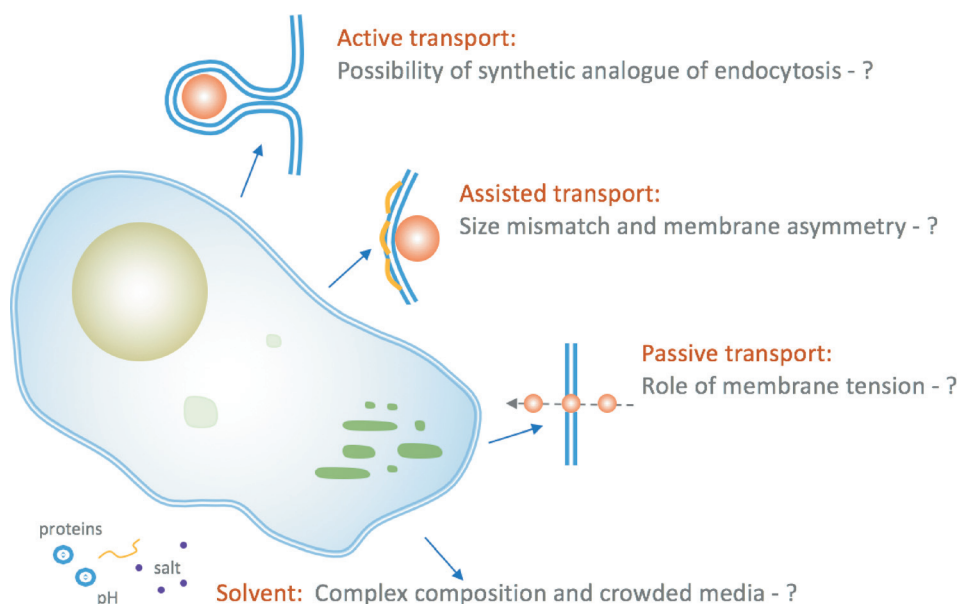 Active transport:
Possibility of synthetic analogue of endocytosis - ?
Assisted transport:
Size mismatch and membrane asymmetry - ?
Passive transport:
Role of membrane tension - ?
proteins
salt
pH
Solvent: Complex composition and crowded media - ?